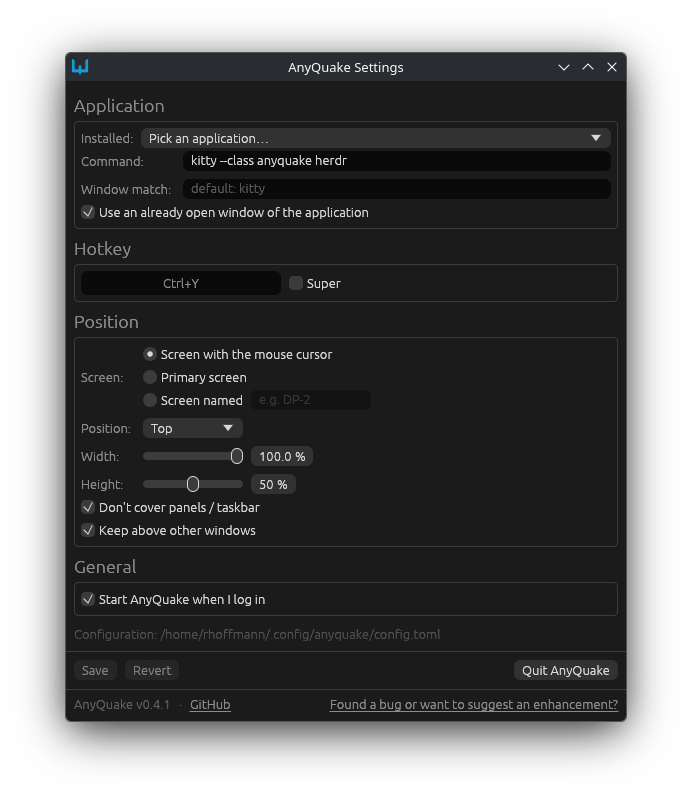 AnyQuake Settings
Application
Installed: Pick an application...
Command: kitty --class anyquake herdr
Window match: default: kitty
Use an already open window of the application
Hotkey
Ctrl+Y Super
Position
Screen with the mouse cursor
Screen: Primary screen
Screen named e.g. DP-2
Position: Top
Width: 100.0 %
Height: 50 %
Don't cover panels / taskbar
Keep above other windows
General
Start AnyQuake when I log in
Configuration: /home/rhoffmann/.config/anyquake/config.toml
Save Revert Quit AnyQuake
AnyQuake v0.4.1 · GitHub Found a bug or want to suggest an enhancement?